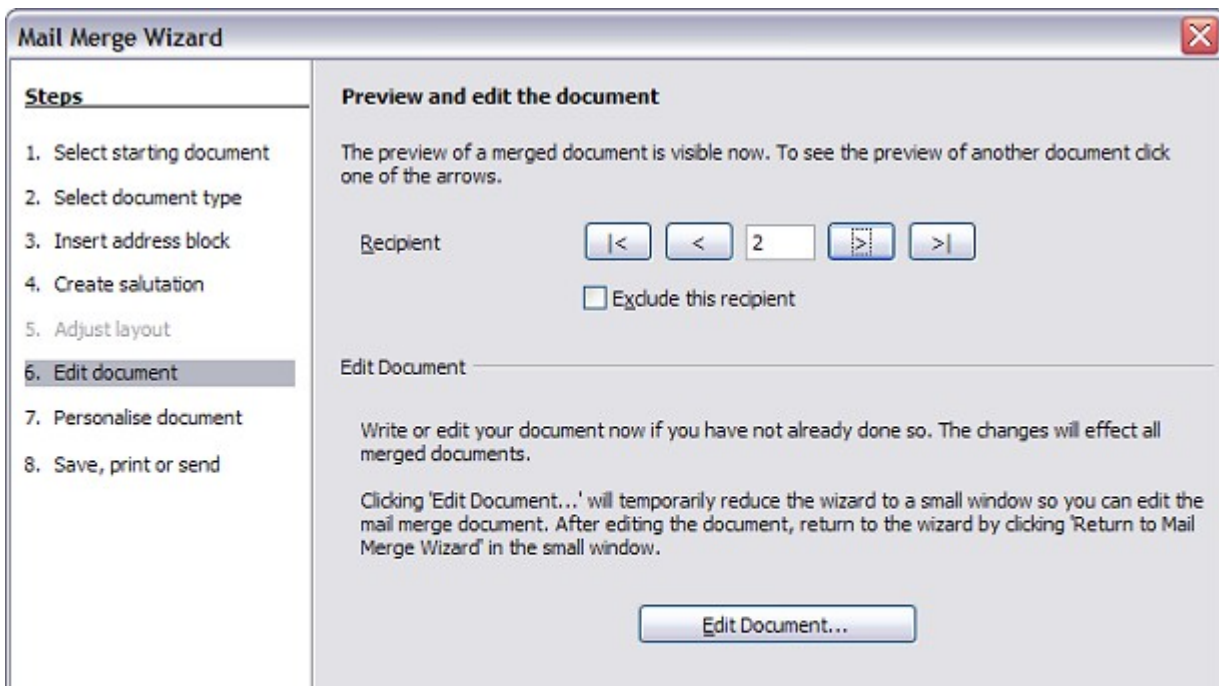 Mail Merge Wizard
Steps
1. Select starting document
2. Select document type
3. Insert address block
4. Create salutation
5. Adjust layout
6. Edit document
7. Personalise document
8. Save, print or send
Preview and edit the document
The preview of a merged document is visible now. To see the preview of another document click
one of the arrows.
Recipient |< < 2 > >|
Exclude this recipient
Edit Document
Write or edit your document now if you have not already done so. The changes will effect all
merged documents.
Clicking 'Edit Document...' will temporarily reduce the wizard to a small window so you can edit the
mail merge document. After editing the document, return to the wizard by clicking 'Return to Mail
Merge Wizard' in the small window.
Edit Document...